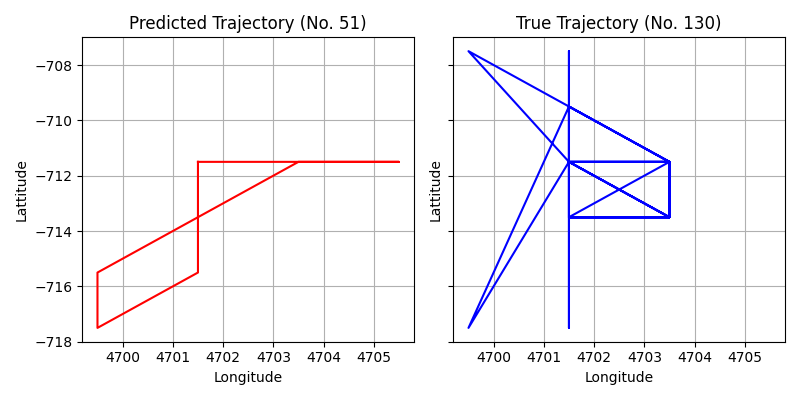 Predicted Trajectory (No. 51)
True Trajectory (No. 130)
Lattitude
−708
−710
−712
−714
−716
−718
4700 4701 4702 4703 4704 4705
Longitude
Lattitude
4700 4701 4702 4703 4704 4705
Longitude